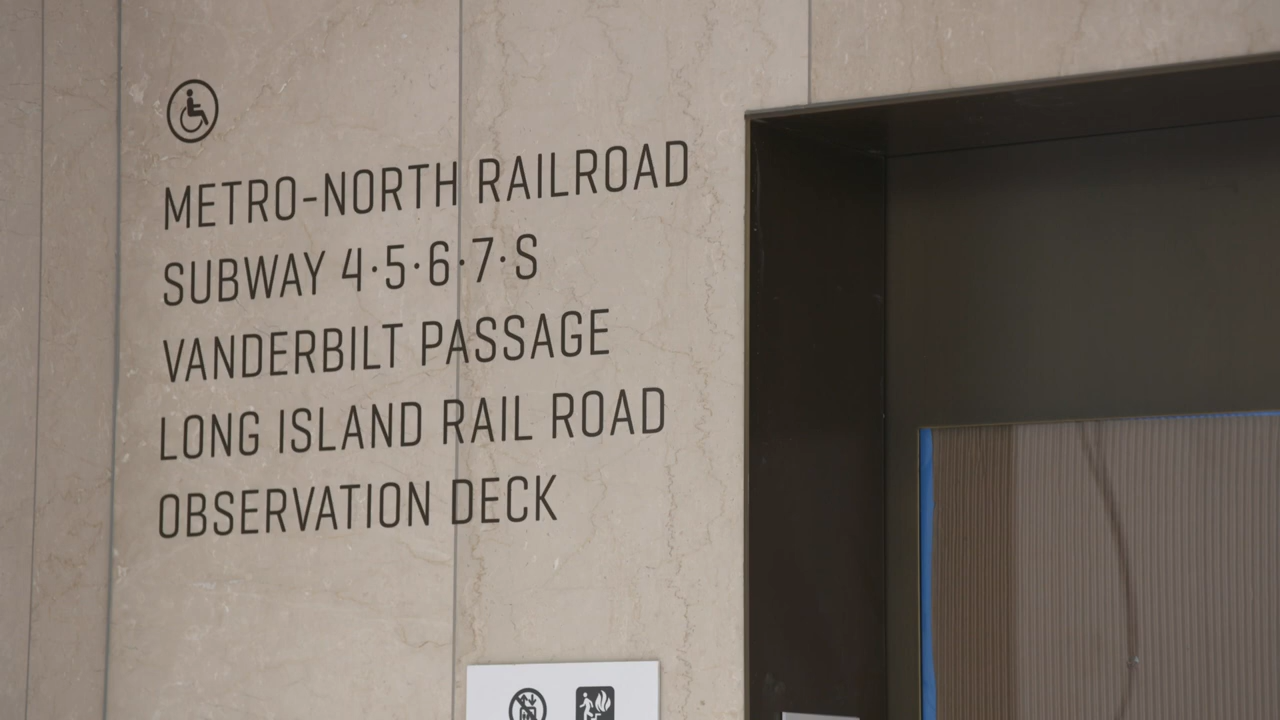 METRO-NORTH RAILROAD
SUBWAY 4·5·6·7·S
VANDERBILT PASSAGE
LONG ISLAND RAIL ROAD
OBSERVATION DECK